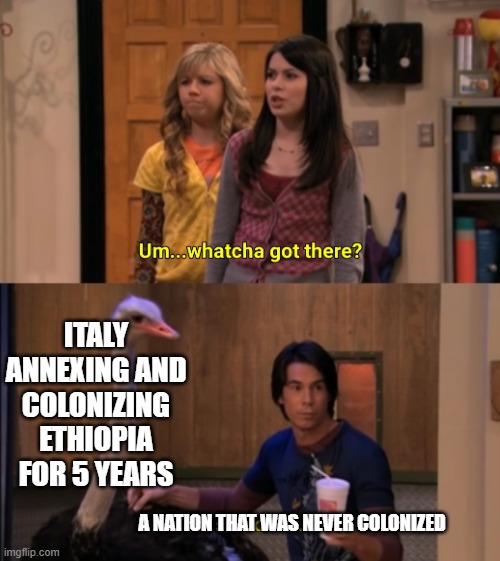 Um...whatcha got there?
ITALY
ANNEXING AND
COLONIZING
ETHIOPIA
FOR 5 YEARS
A NATION THAT WAS NEVER COLONIZED
imgflip.com